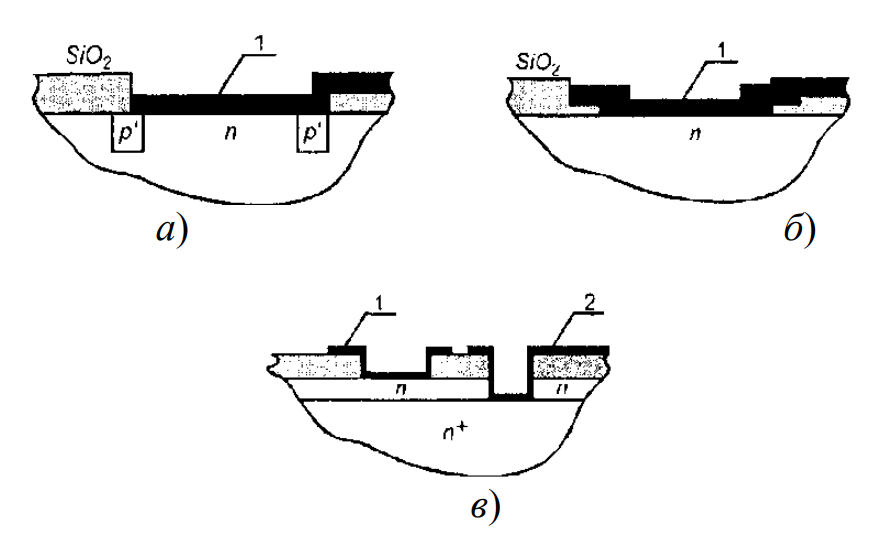 SiO2 1
p' n p'
а)
SiO2 1
n
б)
1 2
n n
n+
в)